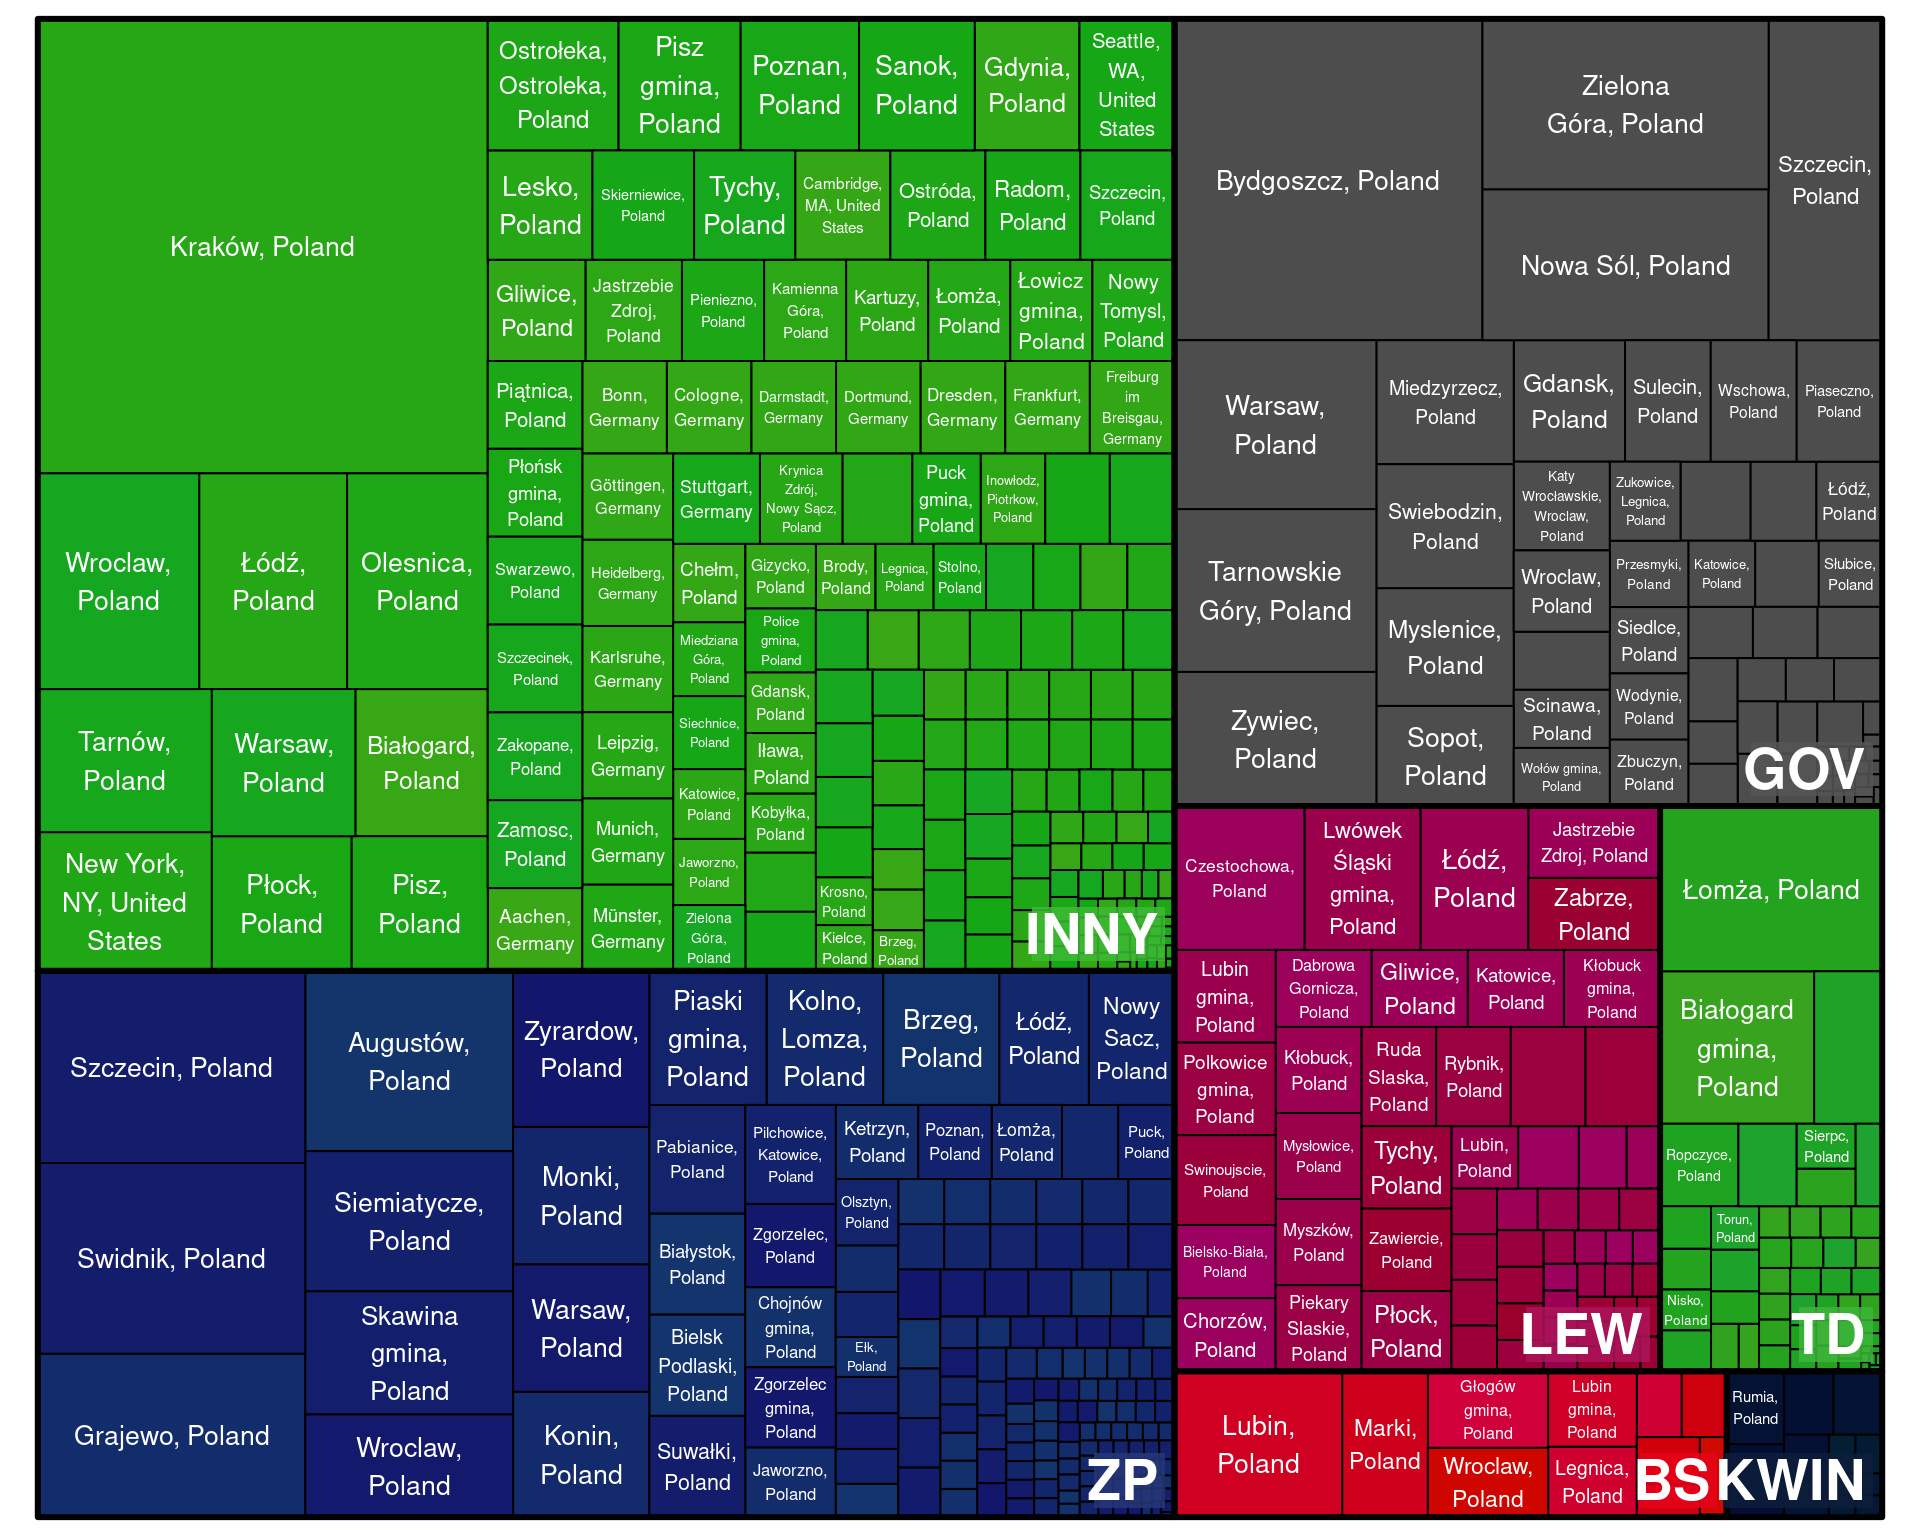 Kraków, Poland
Wroclaw,
Poland
Łódź,
Poland
Olesnica,
Poland
Tarnów,
Poland
Warsaw,
Poland
Białogard,
Poland
New York,
NY, United
States
Płock,
Poland
Pisz,
Poland
Ostrołeka,
Ostroleka,
Poland
Pisz
gmina,
Poland
Poznan,
Poland
Sanok,
Poland
Gdynia,
Poland
Seattle,
WA,
United
States
Lesko,
Poland
Skierniewice,
Poland
Tychy,
Poland
Cambridge,
MA, United
States
Ostróda,
Poland
Radom,
Poland
Szczecin,
Poland
Gliwice,
Poland
Jastrzebie
Zdroj,
Poland
Pieniezno,
Poland
Kamienna
Góra,
Poland
Kartuzy,
Poland
Łomża,
Poland
Łowicz
gmina,
Poland
Nowy
Tomysl,
Poland
Piątnica,
Poland
Bonn,
Germany
Cologne,
Germany
Darmstadt,
Germany
Dortmund,
Germany
Dresden,
Germany
Frankfurt,
Germany
Freiburg
im
Breisgau,
Germany
Płońsk
gmina,
Poland
Göttingen,
Germany
Stuttgart,
Germany
Krynica
Zdrój,
Nowy Sącz,
Poland
Puck
gmina,
Poland
Inowłodz,
Piotrkow,
Poland
Swarzewo,
Poland
Heidelberg,
Germany
Chełm,
Poland
Gizycko,
Poland
Brody,
Poland
Legnica,
Poland
Stolno,
Poland
Szczecinek,
Poland
Karlsruhe,
Germany
Miedziana
Góra,
Poland
Police
gmina,
Poland
Gdansk,
Poland
Zakopane,
Poland
Leipzig,
Germany
Siechnice,
Poland
Iława,
Poland
Zamosc,
Poland
Munich,
Germany
Katowice,
Poland
Kobyłka,
Poland
Jaworzno,
Poland
Aachen,
Germany
Münster,
Germany
Zielona
Góra,
Poland
Krosno,
Poland
Kielce,
Poland
Brzeg,
Poland
INNY
Bydgoszcz, Poland
Zielona
Góra, Poland
Szczecin,
Poland
Nowa Sól, Poland
Warsaw,
Poland
Tarnowskie
Góry, Poland
Zywiec,
Poland
Miedzyrzecz,
Poland
Swiebodzin,
Poland
Myslenice,
Poland
Sopot,
Poland
Gdansk,
Poland
Sulecin,
Poland
Wschowa,
Poland
Piaseczno,
Poland
Katy
Wrocławskie,
Wroclaw,
Poland
Zukowice,
Legnica,
Poland
Łódź,
Poland
Wroclaw,
Poland
Przesmyki,
Poland
Katowice,
Poland
Słubice,
Poland
Siedlce,
Poland
Scinawa,
Poland
Wodynie,
Poland
Wołów gmina,
Poland
Zbuczyn,
Poland
GOV
Szczecin, Poland
Swidnik, Poland
Grajewo, Poland
Augustów,
Poland
Siemiatycze,
Poland
Skawina
gmina,
Poland
Wroclaw,
Poland
Zyrardow,
Poland
Monki,
Poland
Warsaw,
Poland
Konin,
Poland
Piaski
gmina,
Poland
Kolno,
Lomza,
Poland
Brzeg,
Poland
Łódź,
Poland
Nowy
Sacz,
Poland
Pabianice,
Poland
Pilchowice,
Katowice,
Poland
Ketrzyn,
Poland
Poznan,
Poland
Łomża,
Poland
Puck,
Poland
Białystok,
Poland
Zgorzelec,
Poland
Olsztyn,
Poland
Bielsk
Podlaski,
Poland
Chojnów
gmina,
Poland
Ełk,
Poland
Zgorzelec
gmina,
Poland
Suwałki,
Poland
Jaworzno,
Poland
ZP
Czestochowa,
Poland
Lwówek
Śląski
gmina,
Poland
Łódź,
Poland
Jastrzebie
Zdroj, Poland
Zabrze,
Poland
Lubin
gmina,
Poland
Dabrowa
Gornicza,
Poland
Gliwice,
Poland
Katowice,
Poland
Kłobuck
gmina,
Poland
Polkowice
gmina,
Poland
Kłobuck,
Poland
Ruda
Slaska,
Poland
Rybnik,
Poland
Swinoujscie,
Poland
Mysłowice,
Poland
Tychy,
Poland
Lubin,
Poland
Bielsko-Biała,
Poland
Myszków,
Poland
Zawiercie,
Poland
Chorzów,
Poland
Piekary
Slaskie,
Poland
Płock,
Poland
LEW
Łomża, Poland
Białogard
gmina,
Poland
Ropczyce,
Poland
Sierpc,
Poland
Torun,
Poland
Nisko,
Poland
TD
Lubin,
Poland
Marki,
Poland
Głogów
gmina,
Poland
Lubin
gmina,
Poland
Wroclaw,
Poland
Legnica,
Poland
BS
Rumia,
Poland
KWIN